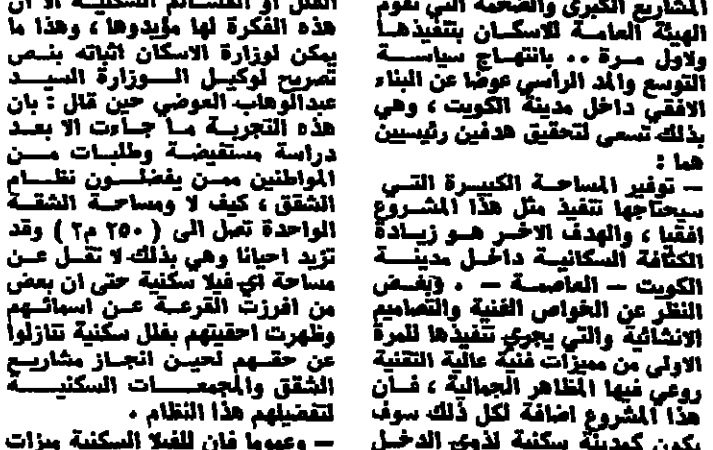 المشاريع الكبرى والضخمة التي تقوم
الهيئة العامة للاسكان بتنفيذها
ولاول مرة .. بانتهاج سياسة
التوسع والمد الرأسي عوضا عن البناء
الافقي داخل مدينة الكويت ، وهي
بذلك تسعى لتحقيق هدفين رئيسيين
هما :
— توفير المساحة الكبيرة التي
سيحتاجها تنفيذ مثل هذا المشروع
افقيا ، والهدف الاخر هو زيادة
الكثافة السكانية داخل مدينة
الكويت — العاصمة — . وبغض
النظر عن الخواص الفنية والتصاميم
الانشائية والتي يجري تنفيذها للمرة
الاولى من مميزات فنية عالية التقنية
روعي فيها المظاهر الجمالية ، فان
هذا المشروع اضافة لكل ذلك سوف
يكون كمدينة سكنية لذوي الدخل
الفلل او القسائم السكنية الا ان
هذه الفكرة لها مؤيدوها ، وهذا ما
يمكن لوزارة الاسكان اثباته بنص
تصريح لوكيل الوزارة السيد
عبدالوهاب العوضي حين قال : بان
هذه التجربة ما جاءت الا بعد
دراسة مستفيضة وطلبات من
المواطنين ممن يفضلون نظام
الشقق ، كيف لا ومساحة الشقة
الواحدة تصل الى ( ٢٥٠ م٢ ) وقد
تزيد احيانا وهي بذلك لا تقل عن
مساحة اي فيلا سكنية حتى ان بعض
من افرزت القرعة عن اسمائهم
وظهرت احقيتهم بفلل سكنية تنازلوا
عن حقهم لحين انجاز مشاريع
الشقق والمجمعات السكنية
لتفضيلهم هذا النظام .
— وعموما فان للفيلا السكنية ميزات